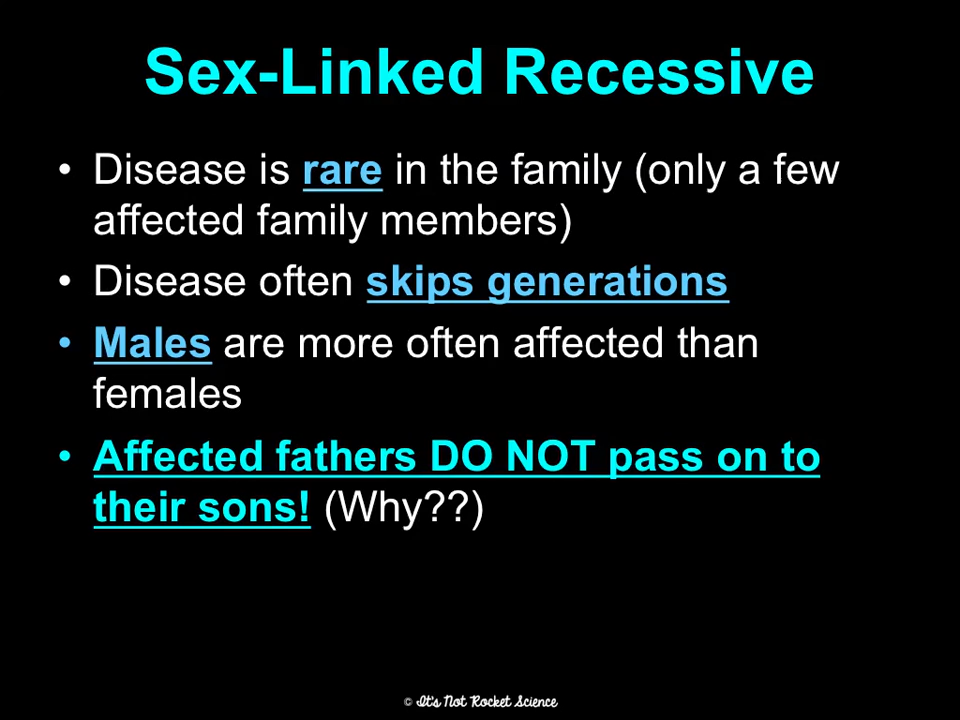 Sex-Linked Recessive
• Disease is rare in the family (only a few
affected family members)
• Disease often skips generations
• Males are more often affected than
females
• Affected fathers DO NOT pass on to
their sons! (Why??)
© It's Not Rocket Science